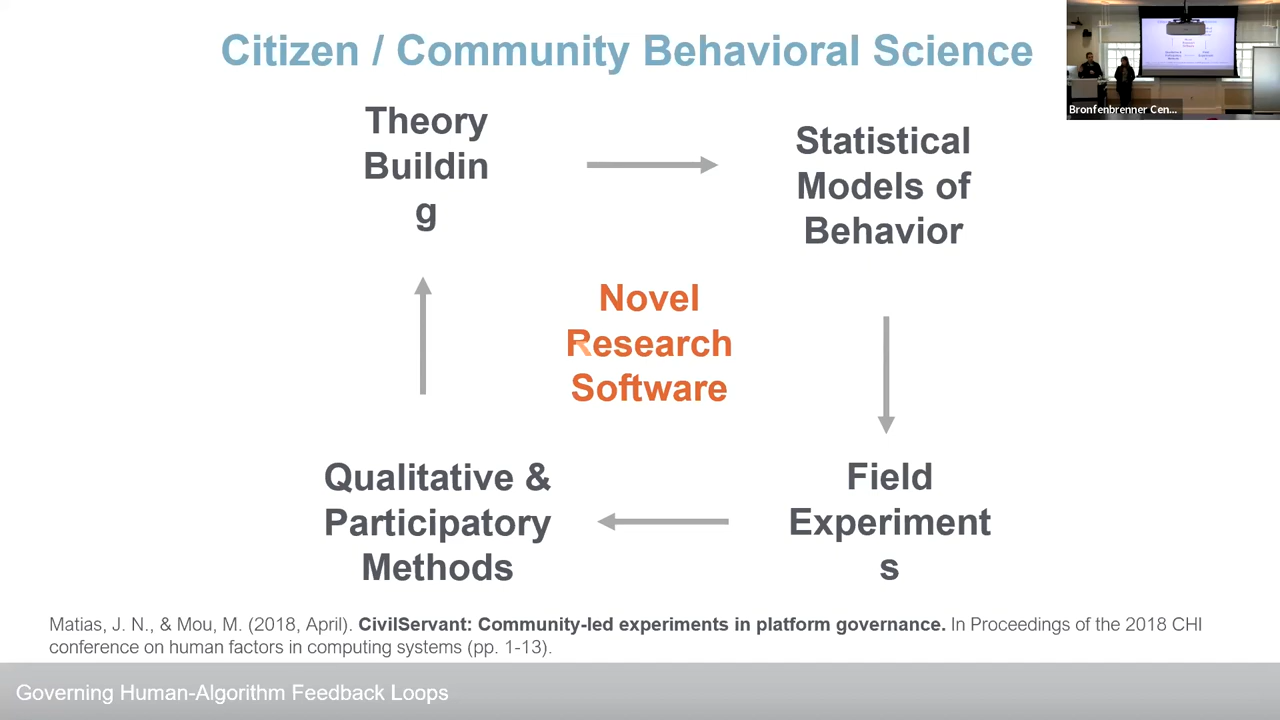 Citizen / Community Behavioral Science
Bronfenbrenner Cen...
Theory
Buildin
g
Statistical
Models of
Behavior
Novel
Research
Software
Qualitative &
Participatory
Methods
Field
Experiment
s
Matias, J. N., & Mou, M. (2018, April). CivilServant: Community-led experiments in platform governance. In Proceedings of the 2018 CHI
conference on human factors in computing systems (pp. 1-13).
Governing Human-Algorithm Feedback Loops